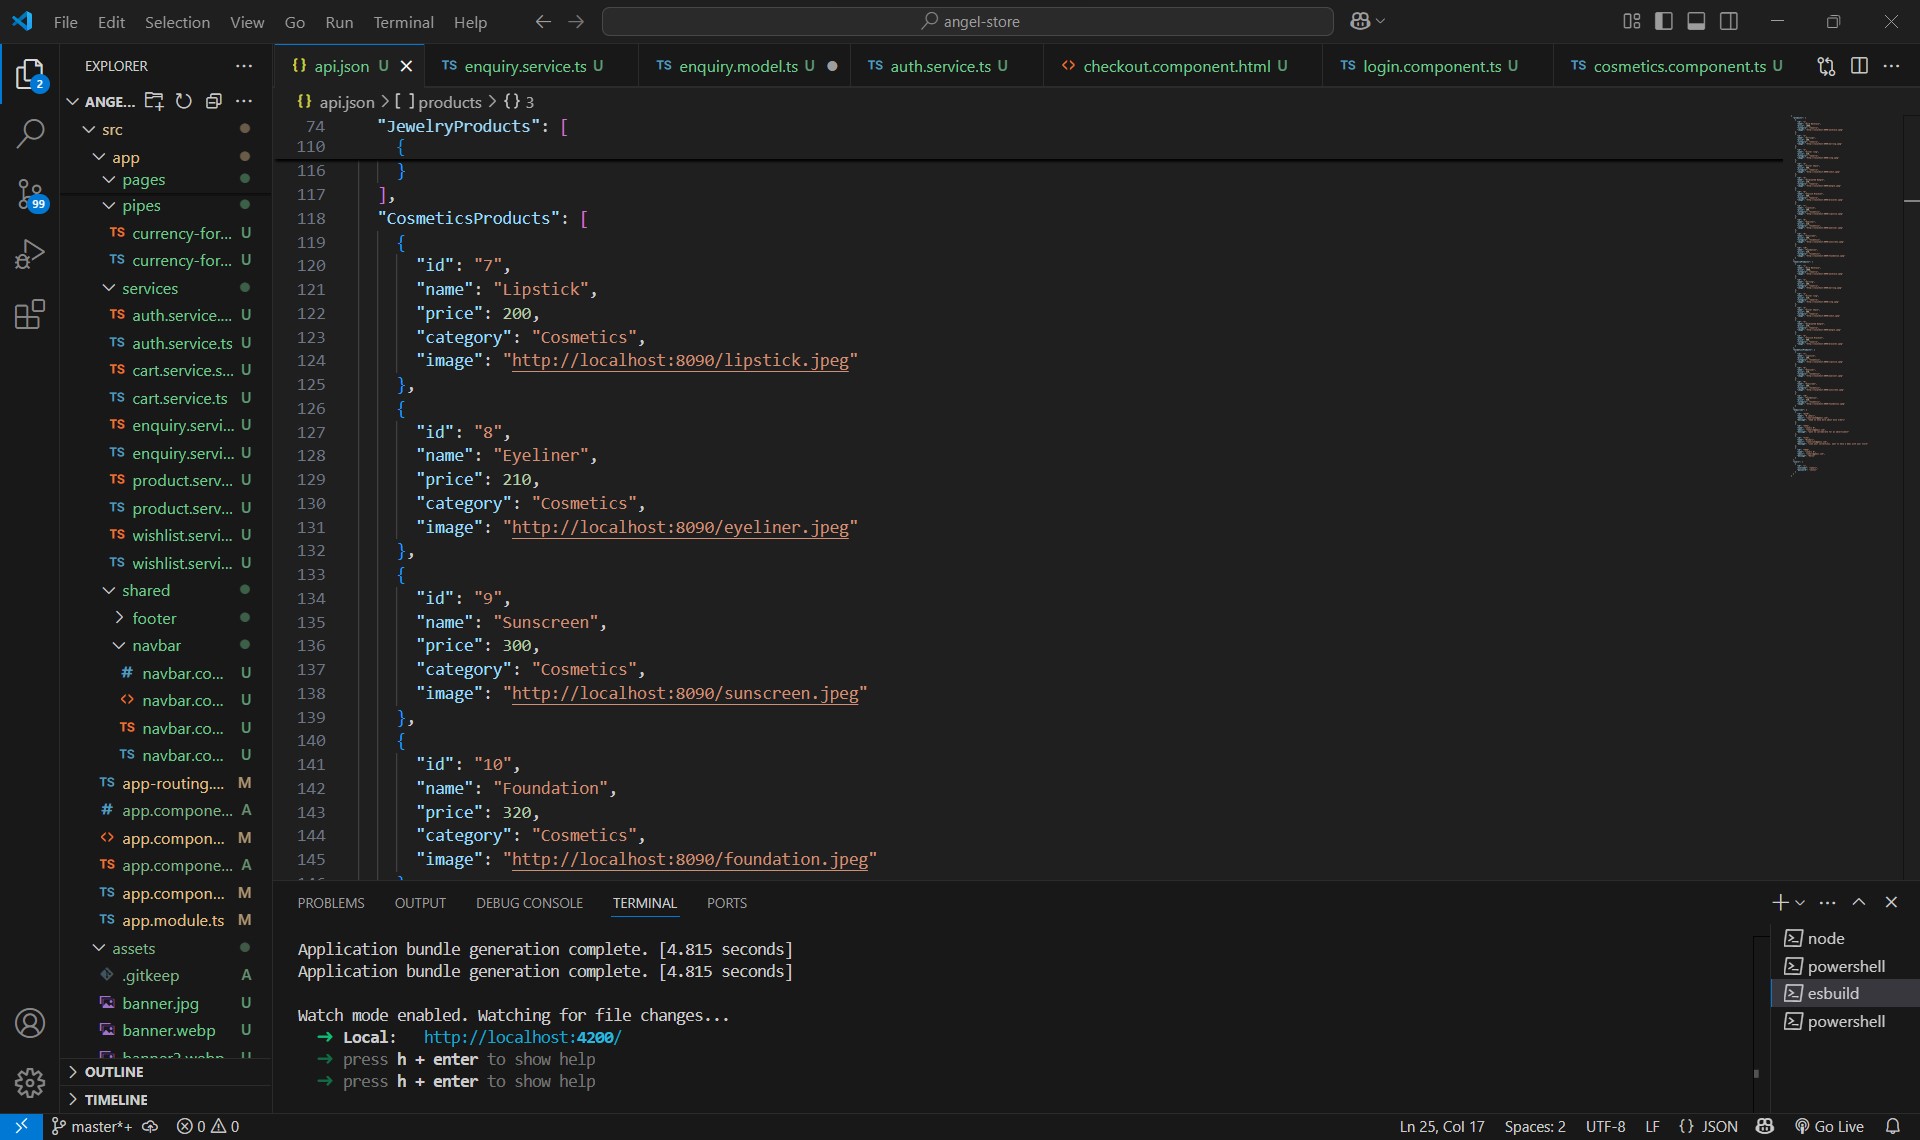 File Edit Selection View Go Run Terminal Help
angel-store
EXPLORER
ANGE...
src
app
pages
pipes
TS currency-for... U
TS currency-for... U
services
TS auth.service.... U
TS auth.service.ts U
TS cart.service.s... U
TS cart.service.ts U
TS enquiry.servi... U
TS enquiry.servi... U
TS product.serv... U
TS product.serv... U
TS wishlist.servi... U
TS wishlist.servi... U
shared
footer
navbar
# navbar.co... U
<> navbar.co... U
TS navbar.co... U
TS navbar.co... U
TS app-routing.... M
# app.compone... A
<> app.compon... M
TS app.compone... A
TS app.compon... M
TS app.module.ts M
assets
.gitkeep A
banner.jpg U
banner.webp U
banner2.webp U
OUTLINE
TIMELINE
2
99
{} api.json U
TS enquiry.service.ts U
TS enquiry.model.ts U
TS auth.service.ts U
<> checkout.component.html U
TS login.component.ts U
TS cosmetics.component.ts U
{} api.json > [ ] products > {} 3
74 "JewelryProducts": [
110 {
116 }
117 ],
118 "CosmeticsProducts": [
119 {
120 "id": "7",
121 "name": "Lipstick",
122 "price": 200,
123 "category": "Cosmetics",
124 "image": "http://localhost:8090/lipstick.jpeg"
125 },
126 {
127 "id": "8",
128 "name": "Eyeliner",
129 "price": 210,
130 "category": "Cosmetics",
131 "image": "http://localhost:8090/eyeliner.jpeg"
132 },
133 {
134 "id": "9",
135 "name": "Sunscreen",
136 "price": 300,
137 "category": "Cosmetics",
138 "image": "http://localhost:8090/sunscreen.jpeg"
139 },
140 {
141 "id": "10",
142 "name": "Foundation",
143 "price": 320,
144 "category": "Cosmetics",
145 "image": "http://localhost:8090/foundation.jpeg"
PROBLEMS OUTPUT DEBUG CONSOLE TERMINAL PORTS
Application bundle generation complete. [4.815 seconds]
Application bundle generation complete. [4.815 seconds]
Watch mode enabled. Watching for file changes...
➜ Local: http://localhost:4200/
➜ press h + enter to show help
➜ press h + enter to show help
node
powershell
esbuild
powershell
master*+ 0 0
Ln 25, Col 17 Spaces: 2 UTF-8 LF {} JSON Go Live